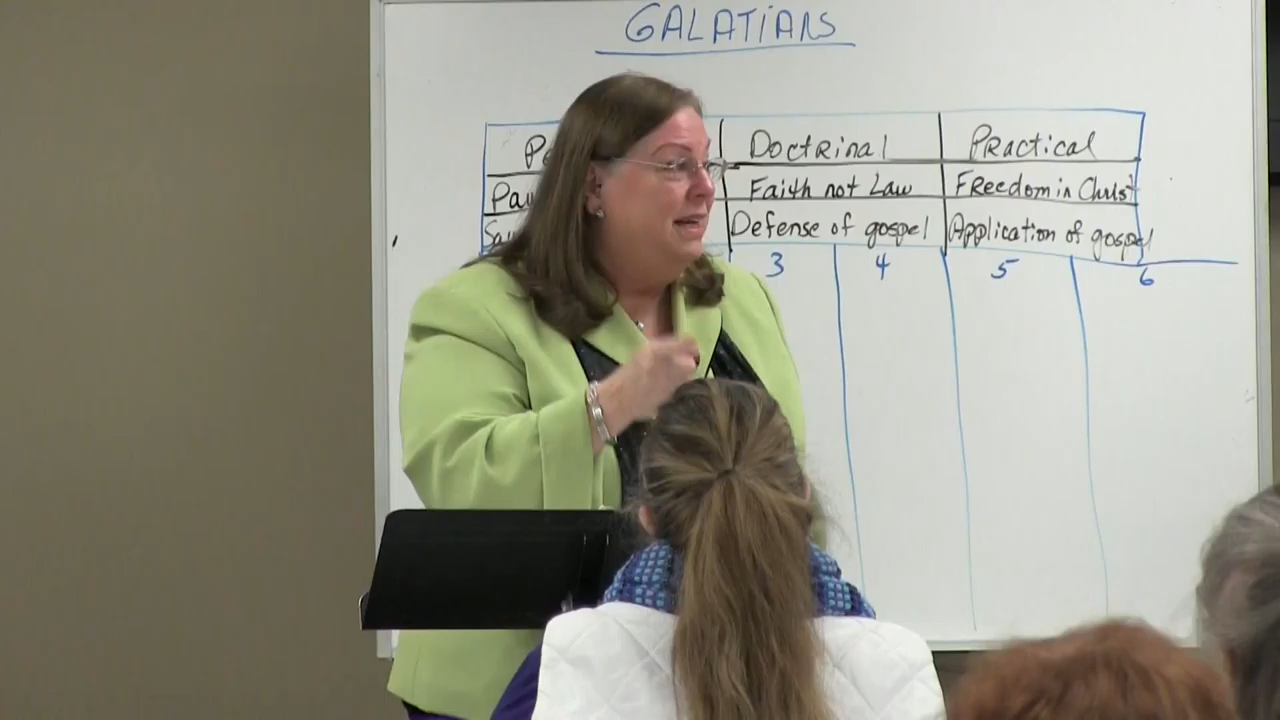 GALATIANS
Doctrinal Practical
Faith not Law Freedom in Christ
Defense of gospel Application of gospel
3 4 5 6